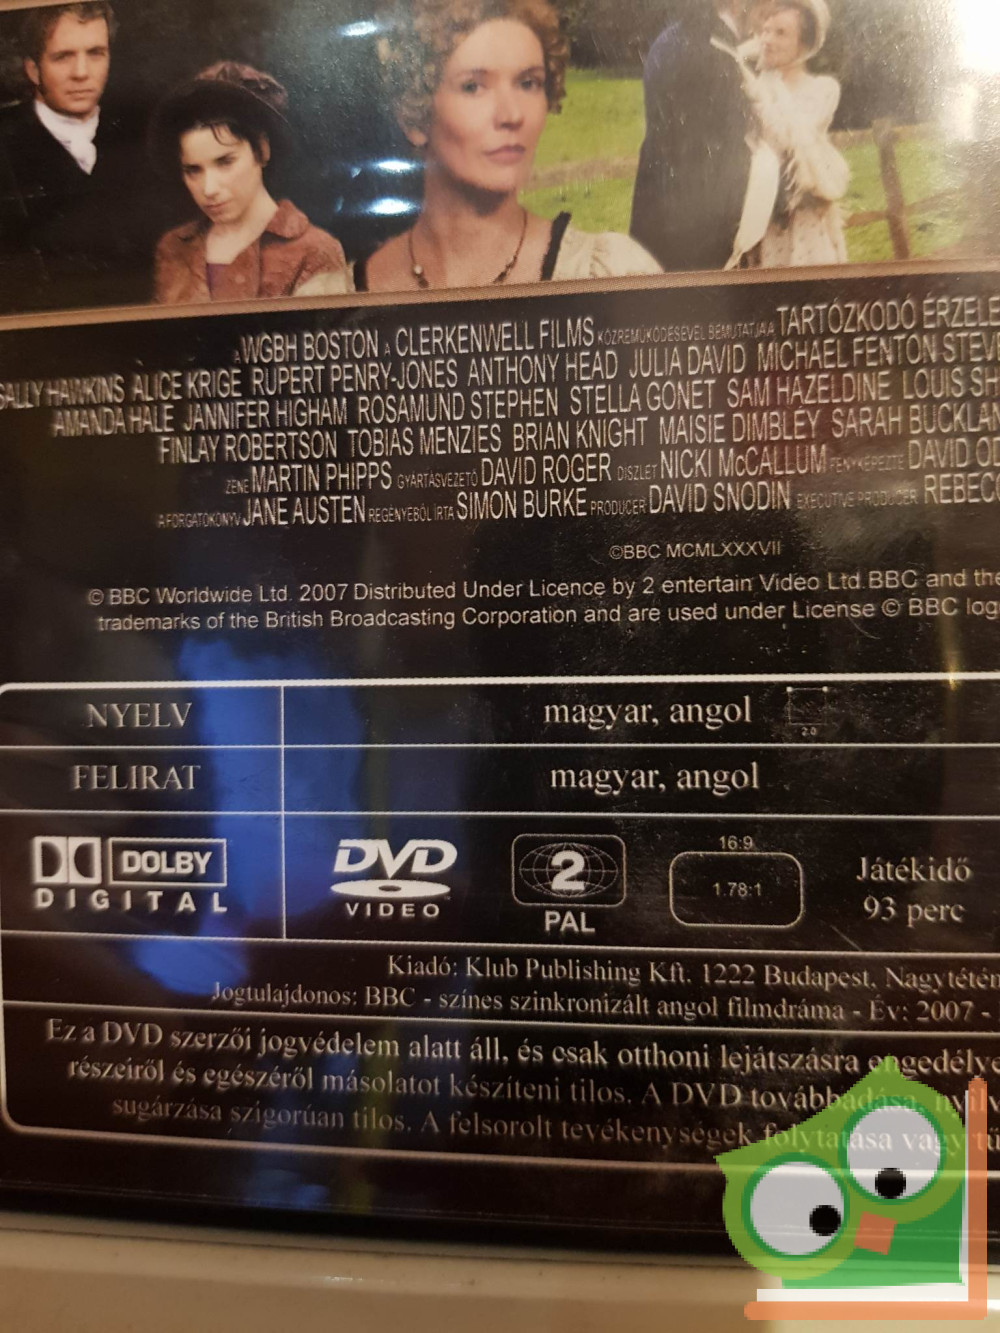 A WGBH BOSTON A CLERKENWELL FILMS KÖZREMŰKÖDÉSÉVEL BEMUTATJA A TARTÓZKODÓ ÉRZELE
SALLY HAWKINS ALICE KRIGE RUPERT PENRY-JONES ANTHONY HEAD JULIA DAVID MICHAEL FENTON-STEV
AMANDA HALE JANNIFER HIGHAM ROSAMUND STEPHEN STELLA GONET SAM HAZELDINE LOUIS SH
FINLAY ROBERTSON TOBIAS MENZIES BRIAN KNIGHT MAISIE DIMBLEY SARAH BUCKLAN
ZENE MARTIN PHIPPS GYÁRTÁSVEZETŐ DAVID ROGER DÍSZLET NICKI McCALLUM FÉNYKÉPEZTE DAVID OD
A FORGATÓKÖNYV JANE AUSTEN REGÉNYÉBŐL ÍRTA SIMON BURKE PRODUCER DAVID SNODIN EXECUTIVE PRODUCER REBEC
©BBC MCMLXXXVII
© BBC Worldwide Ltd. 2007 Distributed Under Licence by 2 entertain Video Ltd.BBC and the
trademarks of the British Broadcasting Corporation and are used under License © BBC log
NYELV magyar, angol 2.0
FELIRAT magyar, angol
DOLBY DIGITAL
DVD VIDEO
2 PAL
16:9 1.78:1
Játékidő
93 perc
Kiadó: Klub Publishing Kft. 1222 Budapest, Nagytétén
Jogtulajdonos: BBC - színes szinkronizált angol filmdráma - Év: 2007 -
Ez a DVD szerzői jogvédelem alatt áll, és csak otthoni lejátszásra engedélye
részeiről és egészéről másolatot készíteni tilos. A DVD továbbadása, nyilv
sugárzása szigorúan tilos. A felsorolt tevékenységek folytatása vagy